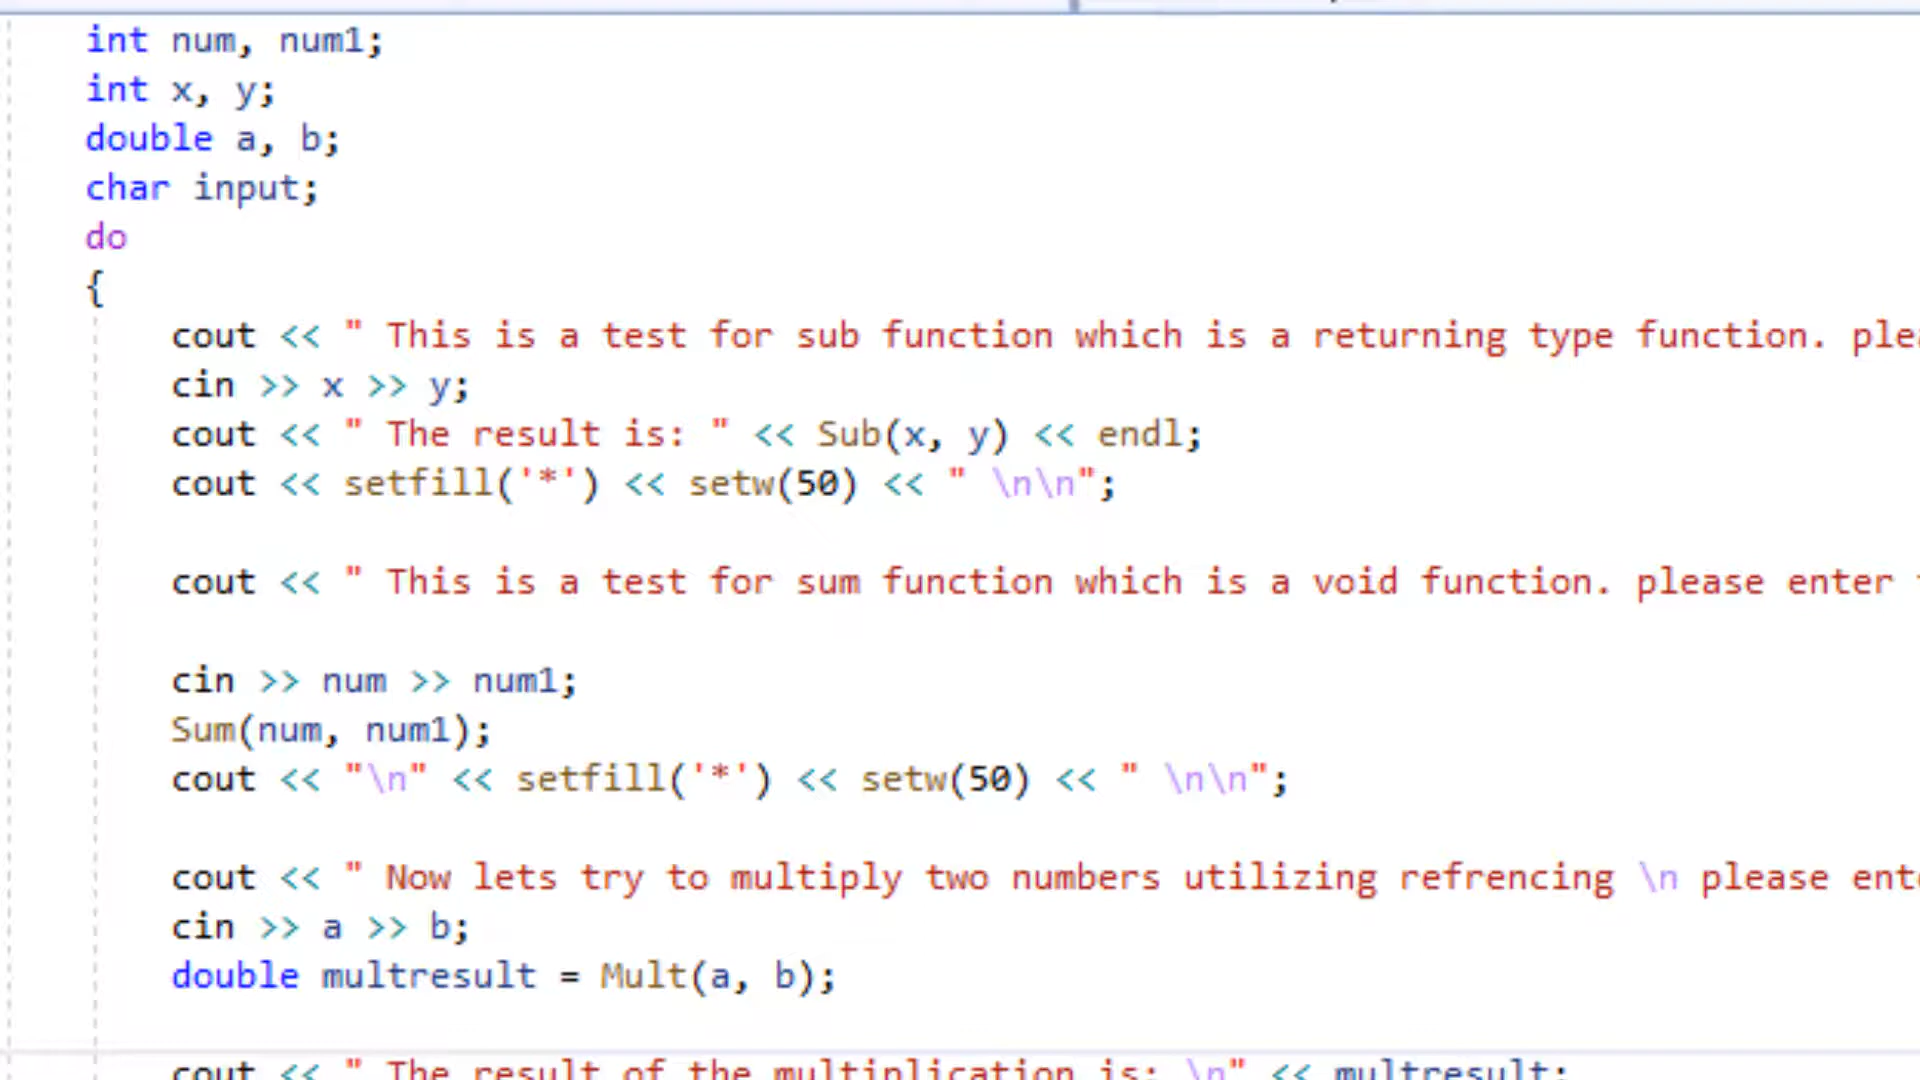 int num, num1;
int x, y;
double a, b;
char input;
do
{
cout << " This is a test for sub function which is a returning type function.
cin >> x >> y;
cout << " The result is: " << Sub(x, y) << endl;
cout << setfill('*') << setw(50) << " \n\n";
cout << " This is a test for sum function which is a void function. please enter
cin >> num >> num1;
Sum(num, num1);
cout << "\n" << setfill('*') << setw(50) << " \n\n";
cout << " Now lets try to multiply two numbers utilizing refrencing \n please
cin >> a >> b;
double multresult = Mult(a, b);
cout << " The result of the multiplication is: \n" << multresult;